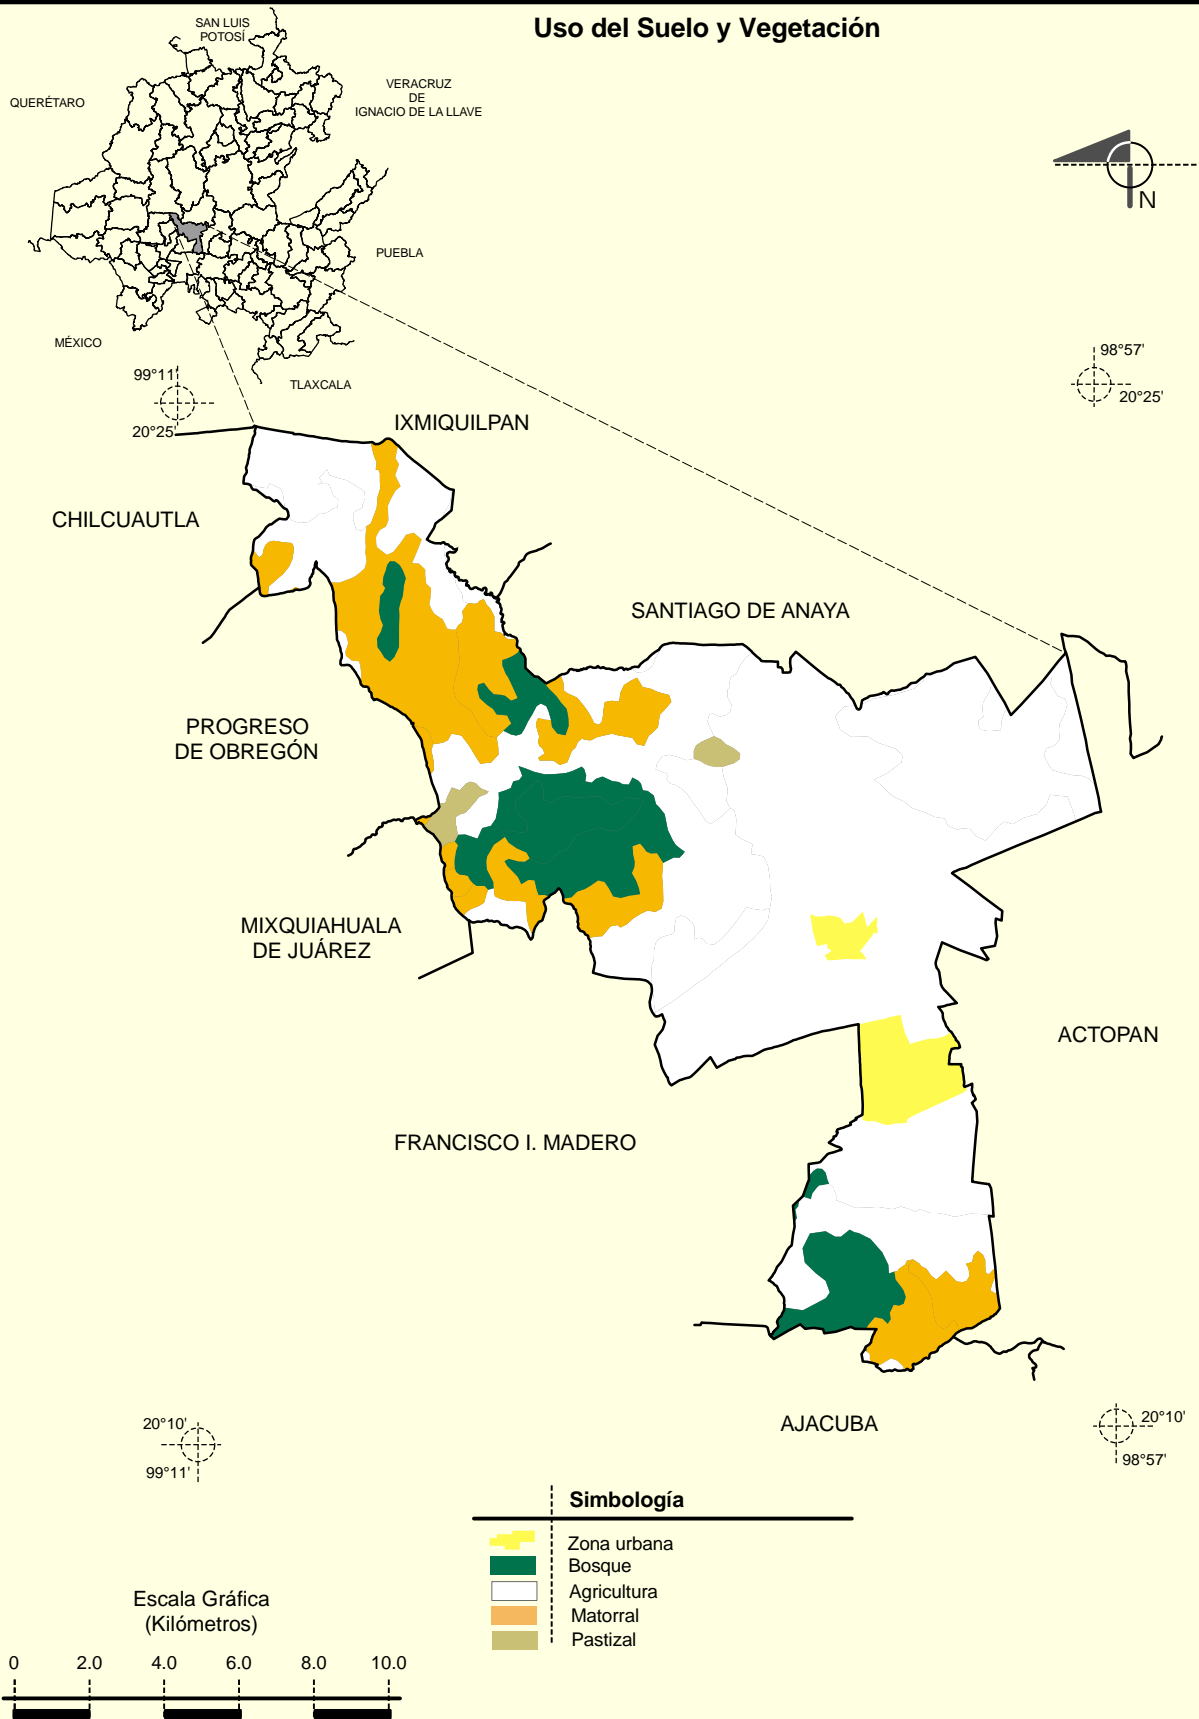 Uso del Suelo y Vegetación
SAN LUIS
POTOSÍ
QUERÉTARO
VERACRUZ
DE
IGNACIO DE LA LLAVE
N
PUEBLA
MÉXICO
TLAXCALA
99°11'
20°25'
98°57'
20°25'
IXMIQUILPAN
CHILCUAUTLA
SANTIAGO DE ANAYA
PROGRESO
DE OBREGÓN
MIXQUIAHUALA
DE JUÁREZ
ACTOPAN
FRANCISCO I. MADERO
AJACUBA
20°10'
99°11'
20°10'
98°57'
Simbología
Zona urbana
Bosque
Agricultura
Matorral
Pastizal
Escala Gráfica
(Kilómetros)
0 2.0 4.0 6.0 8.0 10.0